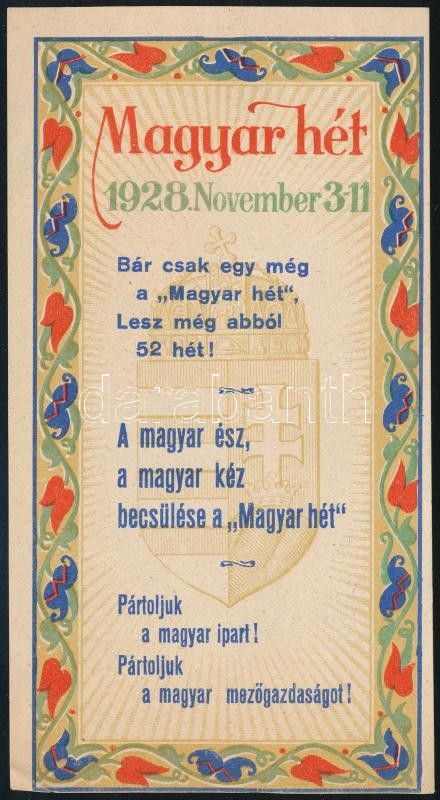 Magyar hét
1928. November 3-11
Bár csak egy még
a „Magyar hét“,
Lesz még abból
52 hét!
A magyar ész,
a magyar kéz
becsülése a „Magyar hét“
Pártoljuk
a magyar ipart!
Pártoljuk
a magyar mezőgazdaságot!
darabanth